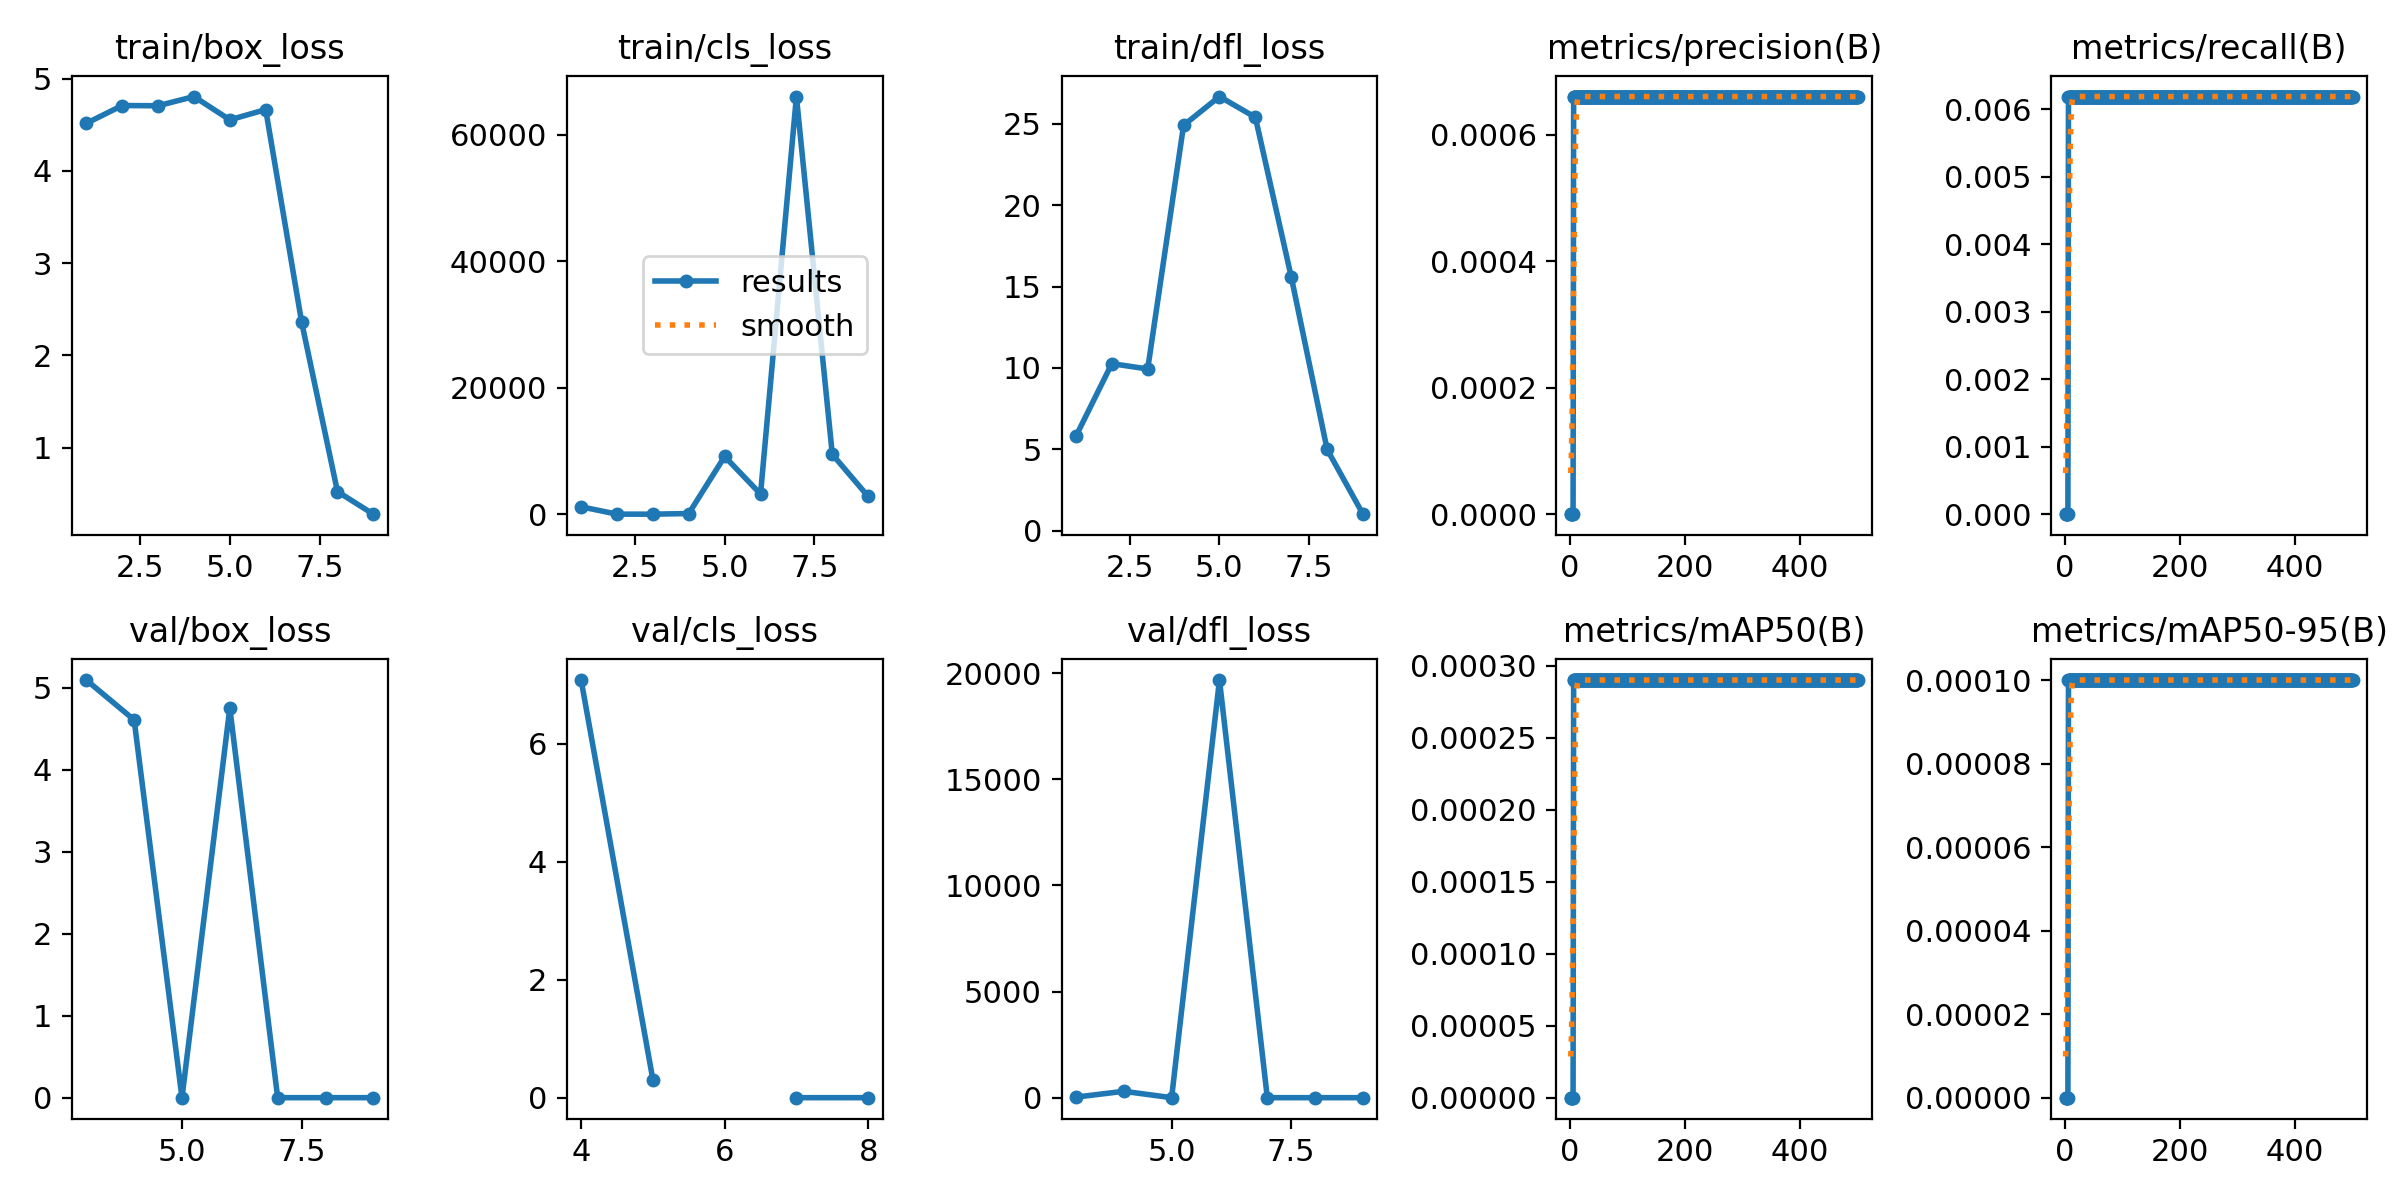 train/box_loss
5
4
3
2
1
2.5 5.0 7.5
train/cls_loss
60000
40000
20000
0
results
smooth
2.5 5.0 7.5
train/dfl_loss
25
20
15
10
5
0
2.5 5.0 7.5
metrics/precision(B)
0.0006
0.0004
0.0002
0.0000
0 200 400
metrics/recall(B)
0.006
0.005
0.004
0.003
0.002
0.001
0.000
0 200 400
val/box_loss
5
4
3
2
1
0
5.0 7.5
val/cls_loss
6
4
2
0
4 6 8
val/dfl_loss
20000
15000
10000
5000
0
5.0 7.5
metrics/mAP50(B)
0.00030
0.00025
0.00020
0.00015
0.00010
0.00005
0.00000
0 200 400
metrics/mAP50-95(B)
0.00010
0.00008
0.00006
0.00004
0.00002
0.00000
0 200 400